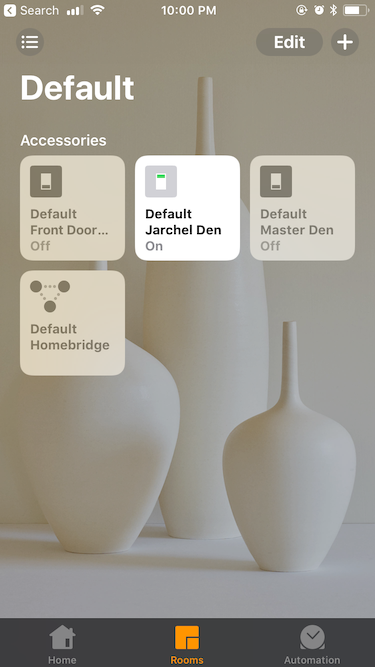 Search
10:00 PM
Edit
Default
Accessories
Default
Front Door...
Off
Default
Jarchel Den
On
Default
Master Den
Off
Default
Homebridge
Home
Rooms
Automation